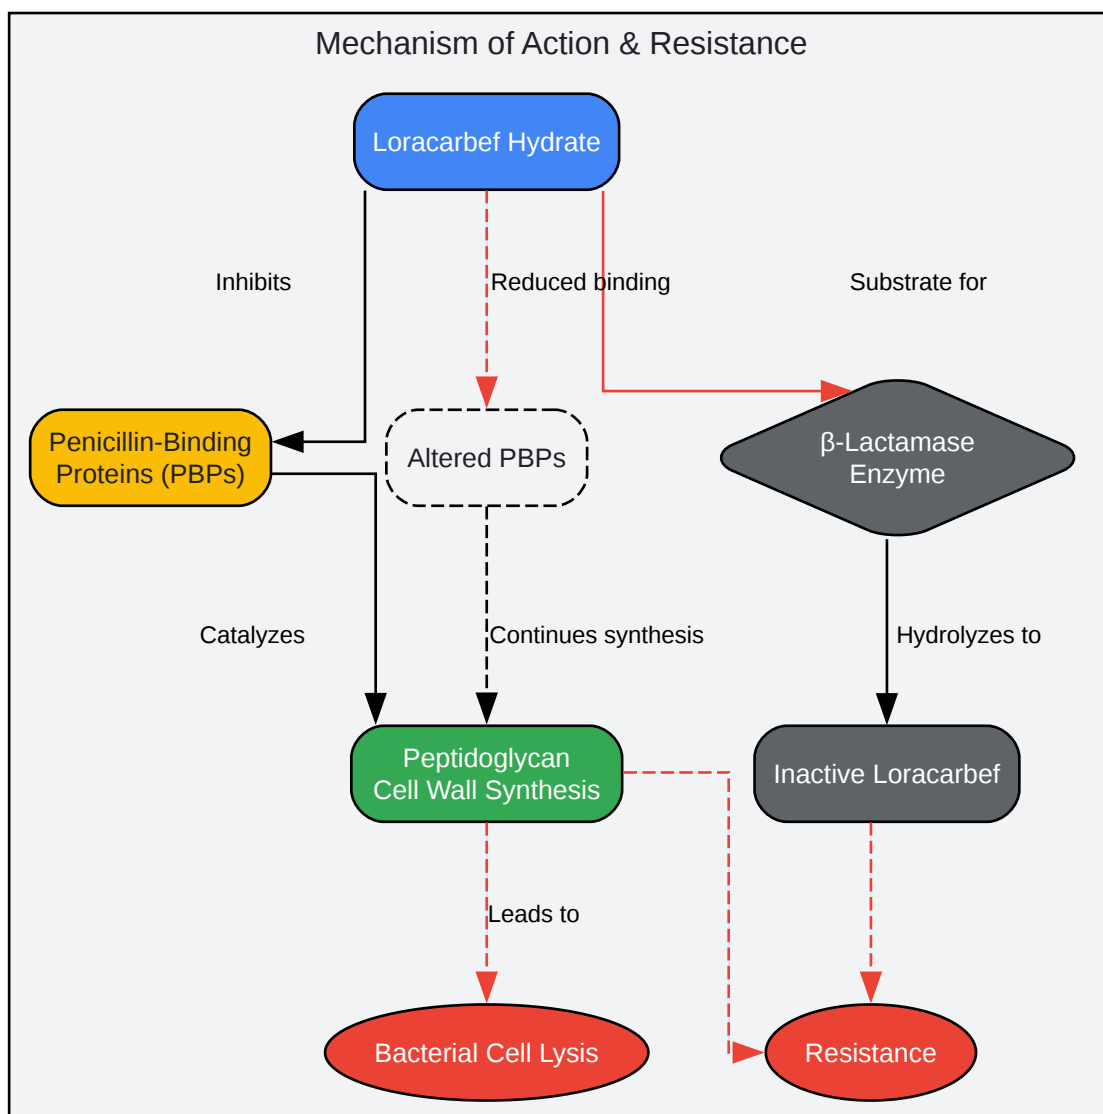 Mechanism of Action & Resistance
Loracarbef Hydrate
Inhibits
Reduced binding
Substrate for
Penicillin-Binding
Proteins (PBPs)
Altered PBPs
β-Lactamase
Enzyme
Catalyzes
Continues synthesis
Hydrolyzes to
Peptidoglycan
Cell Wall Synthesis
Inactive Loracarbef
Leads to
Bacterial Cell Lysis
Resistance